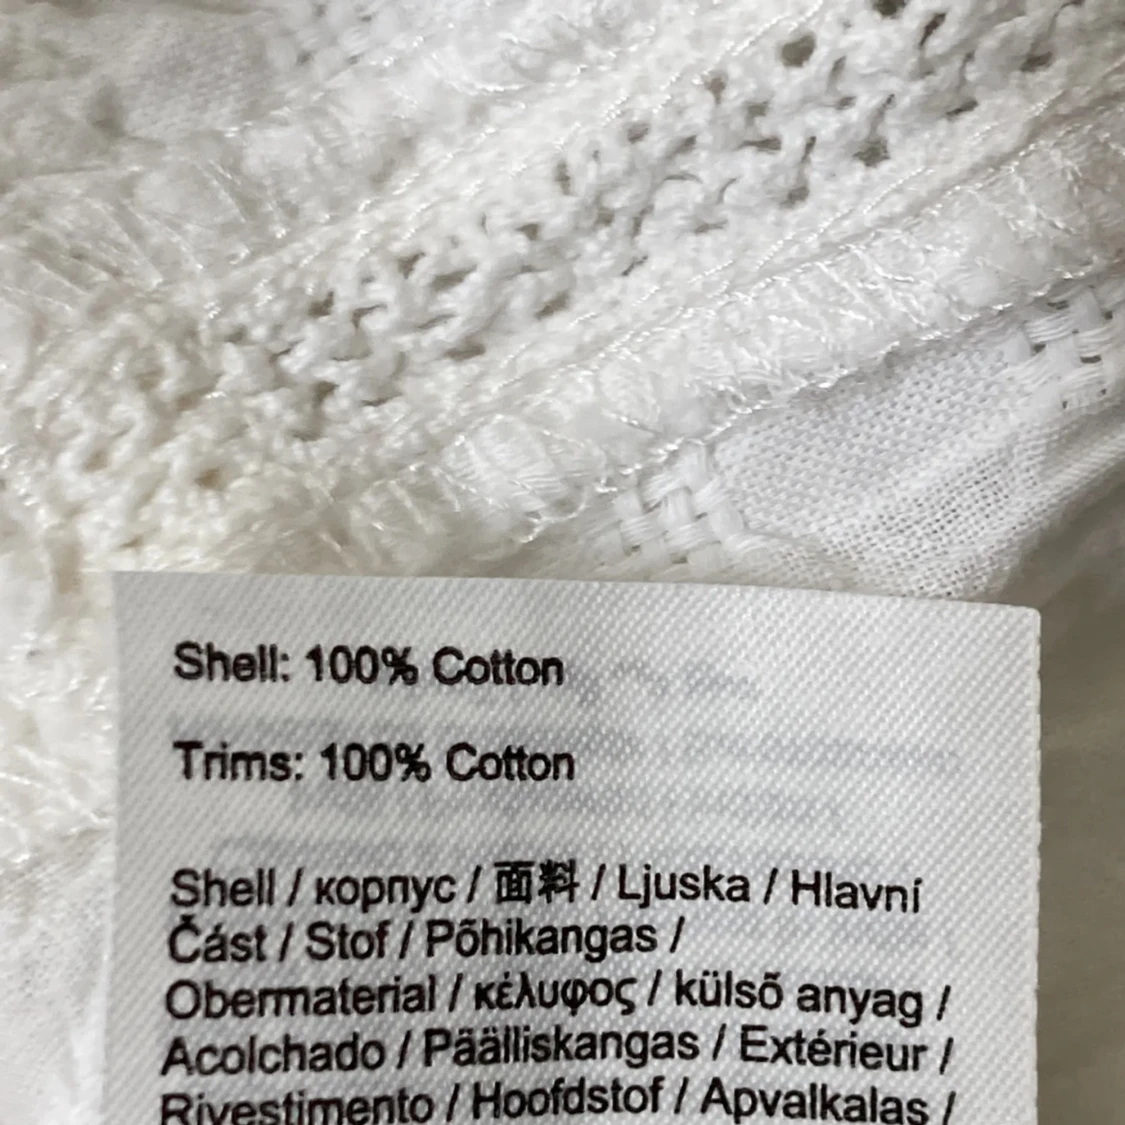 Shell: 100% Cotton
Trims: 100% Cotton
Shell / корпус / 面料 / Ljuska / Hlavní
Část / Stof / Põhikangas /
Obermaterial / κέλυφος / külső anyag /
Acolchado / Päälliskangas / Extérieur /
Rivestimento / Hoofdstof / Apvalkalas /